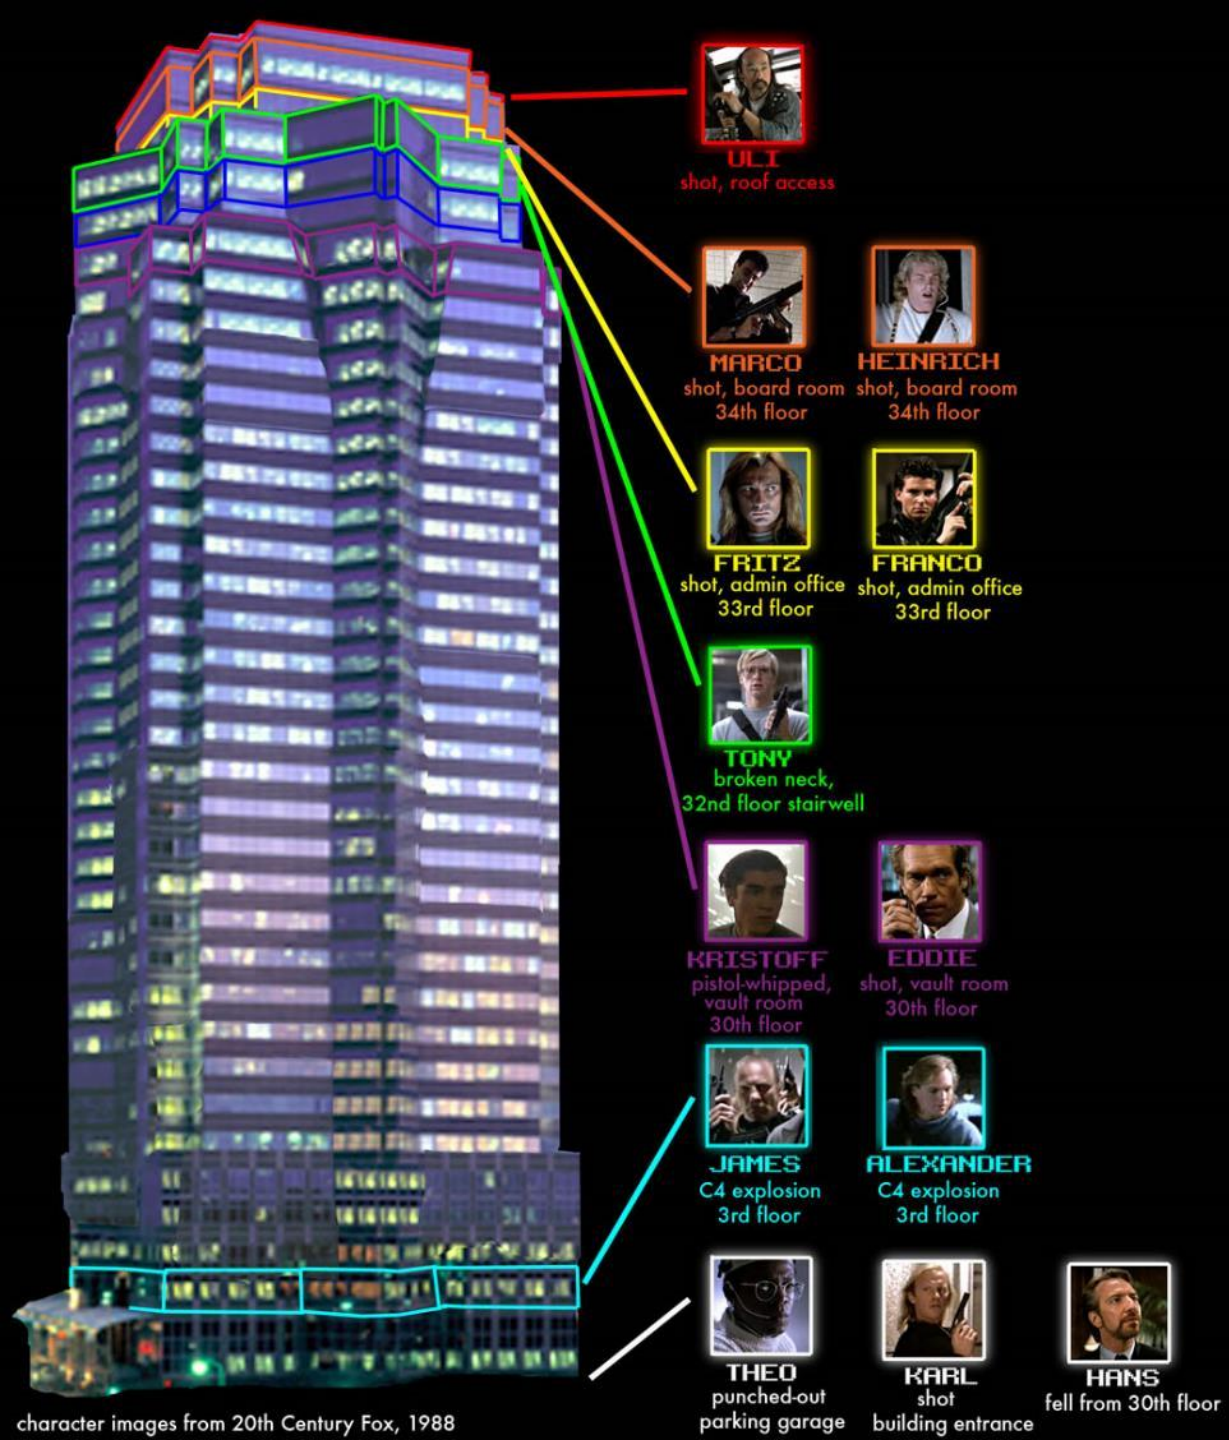 ULI
shot, roof access
MARCO
shot, board room
34th floor
HEINRICH
shot, board room
34th floor
FRITZ
shot, admin office
33rd floor
FRANCO
shot, admin office
33rd floor
TONY
broken neck,
32nd floor stairwell
KRISTOFF
pistol-whipped,
vault room
30th floor
EDDIE
shot, vault room
30th floor
JAMES
C4 explosion
3rd floor
ALEXANDER
C4 explosion
3rd floor
THEO
punched-out
parking garage
KARL
shot
building entrance
HANS
fell from 30th floor
character images from 20th Century Fox, 1988